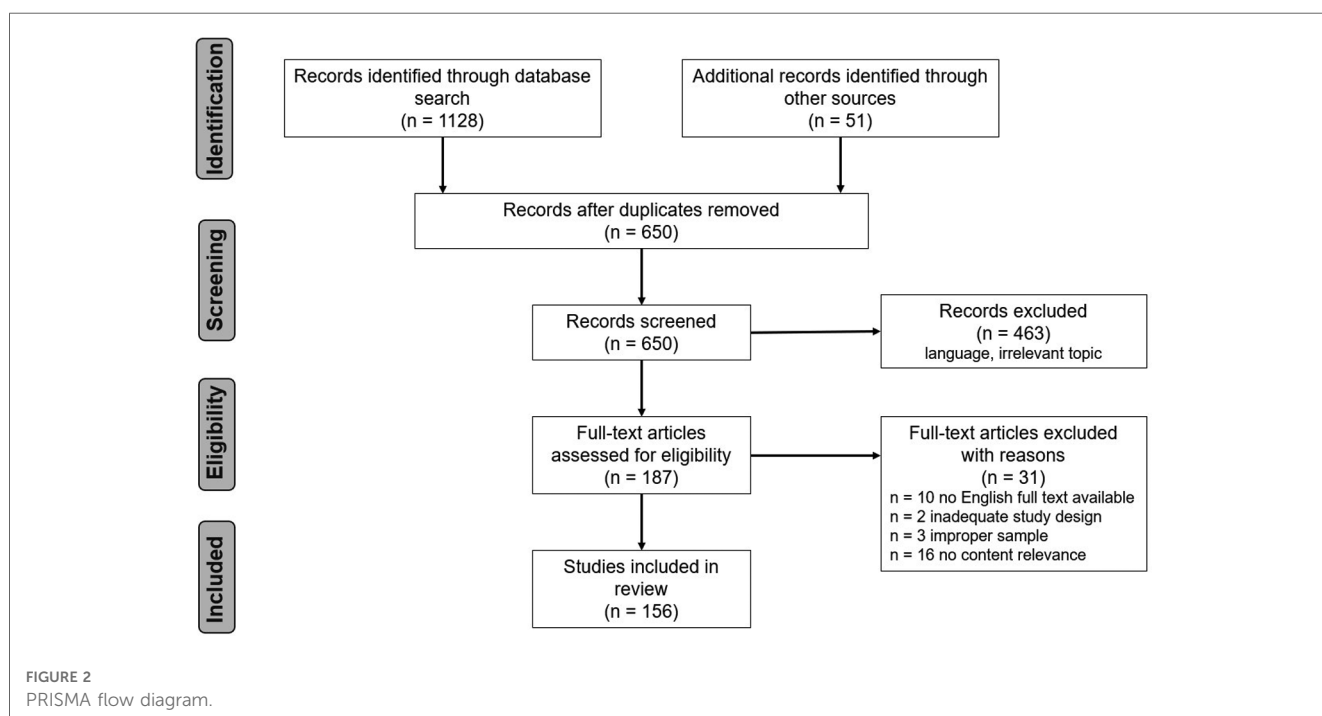 Identification
Records identified through database
search
(n = 1128)
Additional records identified through
other sources
(n = 51)
Records after duplicates removed
(n = 650)
Screening
Records screened
(n = 650)
Records excluded
(n = 463)
language, irrelevant topic
Eligibility
Full-text articles
assessed for eligibility
(n = 187)
Full-text articles excluded
with reasons
(n = 31)
n = 10 no English full text available
n = 2 inadequate study design
n = 3 improper sample
n = 16 no content relevance
Included
Studies included in
review
(n = 156)
FIGURE 2
PRISMA flow diagram.